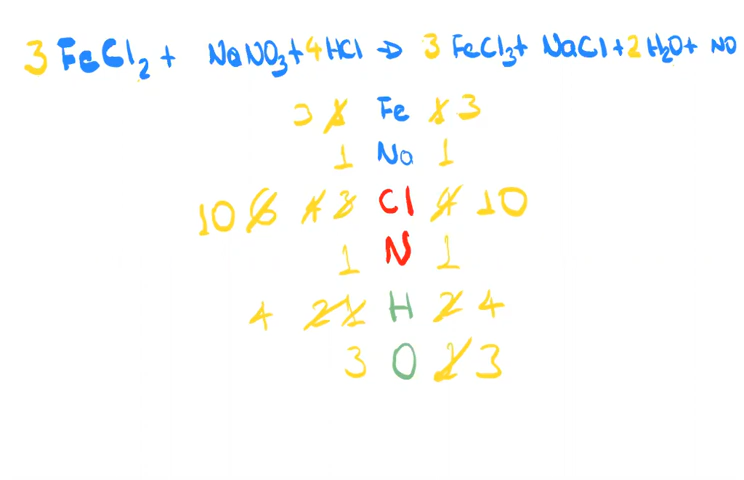 3 FeCl2 + NaNO3 + 4 HCl → 3 FeCl3 + NaCl + 2 H2O + NO
3 1 Fe 1 3
1 Na 1
10 6 4 3 Cl 4 10
1 N 1
4 2 1 H 2 4
3 O 2 3